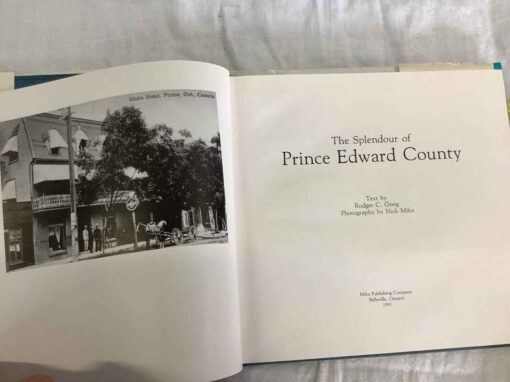 Globe Hotel, Picton, Ont., Canada
The Splendour of
Prince Edward County
Text by
Rodger C. Greig
Photography by Nick Mika
Mika Publishing Company
Belleville, Ontario
1991